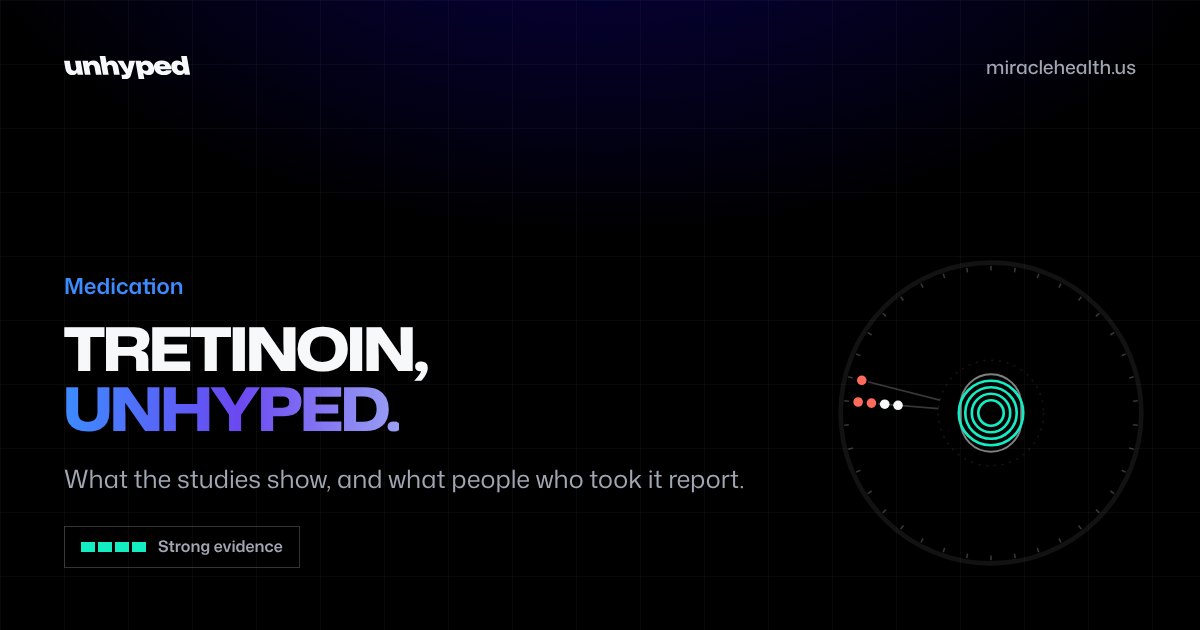 unhyped
miraclehealth.us
Medication
TRETINOIN,
UNHYPED.
What the studies show, and what people who took it report.
Strong evidence